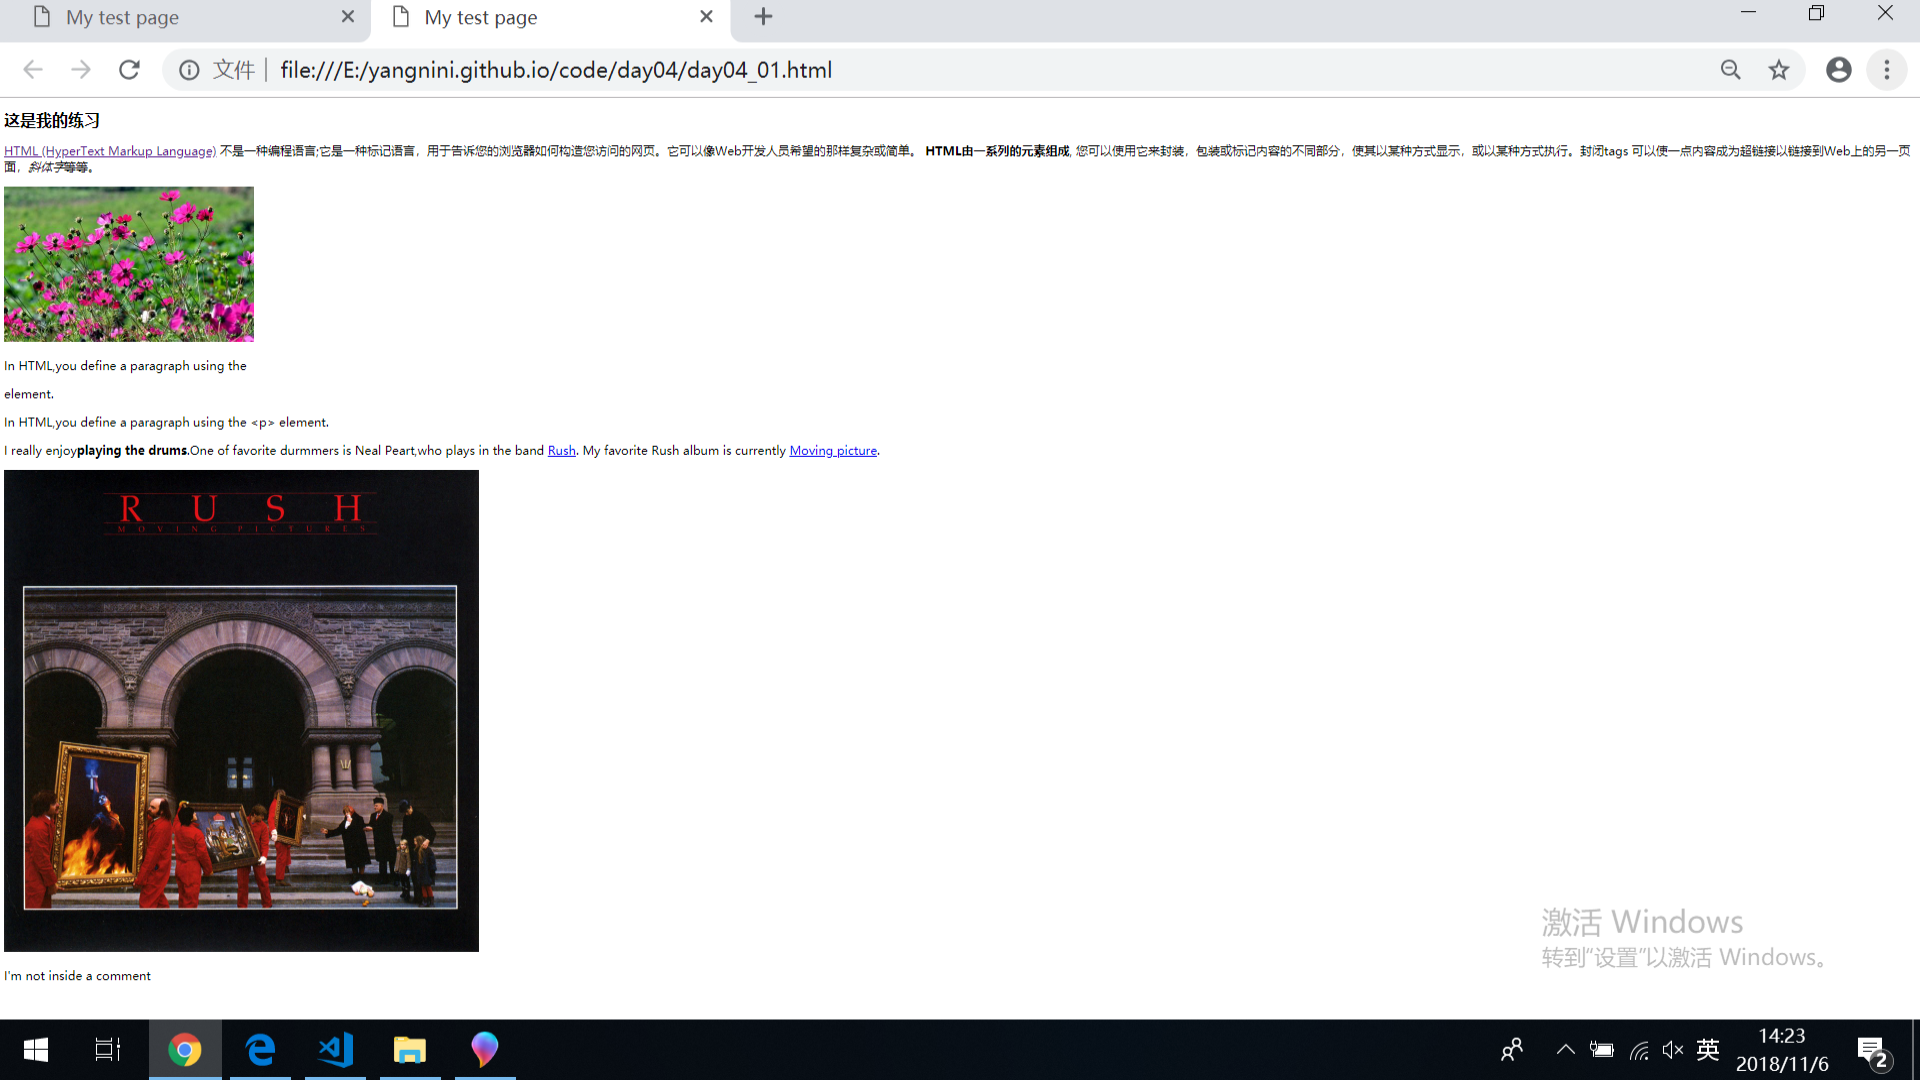 My test page
My test page
文件 | file:///E:/yangnini.github.io/code/day04/day04_01.html
这是我的练习
HTML (HyperText Markup Language) 不是一种编程语言;它是一种标记语言，用于告诉您的浏览器如何构造您访问的网页。它可以像Web开发人员希望的那样复杂或简单。 HTML由一系列的元素组成, 您可以使用它来封装，包装或标记内容的不同部分，使其以某种方式显示，或以某种方式执行。封闭tags 可以使一点内容成为超链接以链接到Web上的另一页
面，斜体字等等。
In HTML,you define a paragraph using the
element.
In HTML,you define a paragraph using the <p> element.
I really enjoyplaying the drums.One of favorite durmmers is Neal Peart,who plays in the band Rush. My favorite Rush album is currently Moving picture.
RUSH
MOVING PICTURES
I'm not inside a comment
激活 Windows
转到“设置”以激活 Windows。
英
14:23
2018/11/6
2